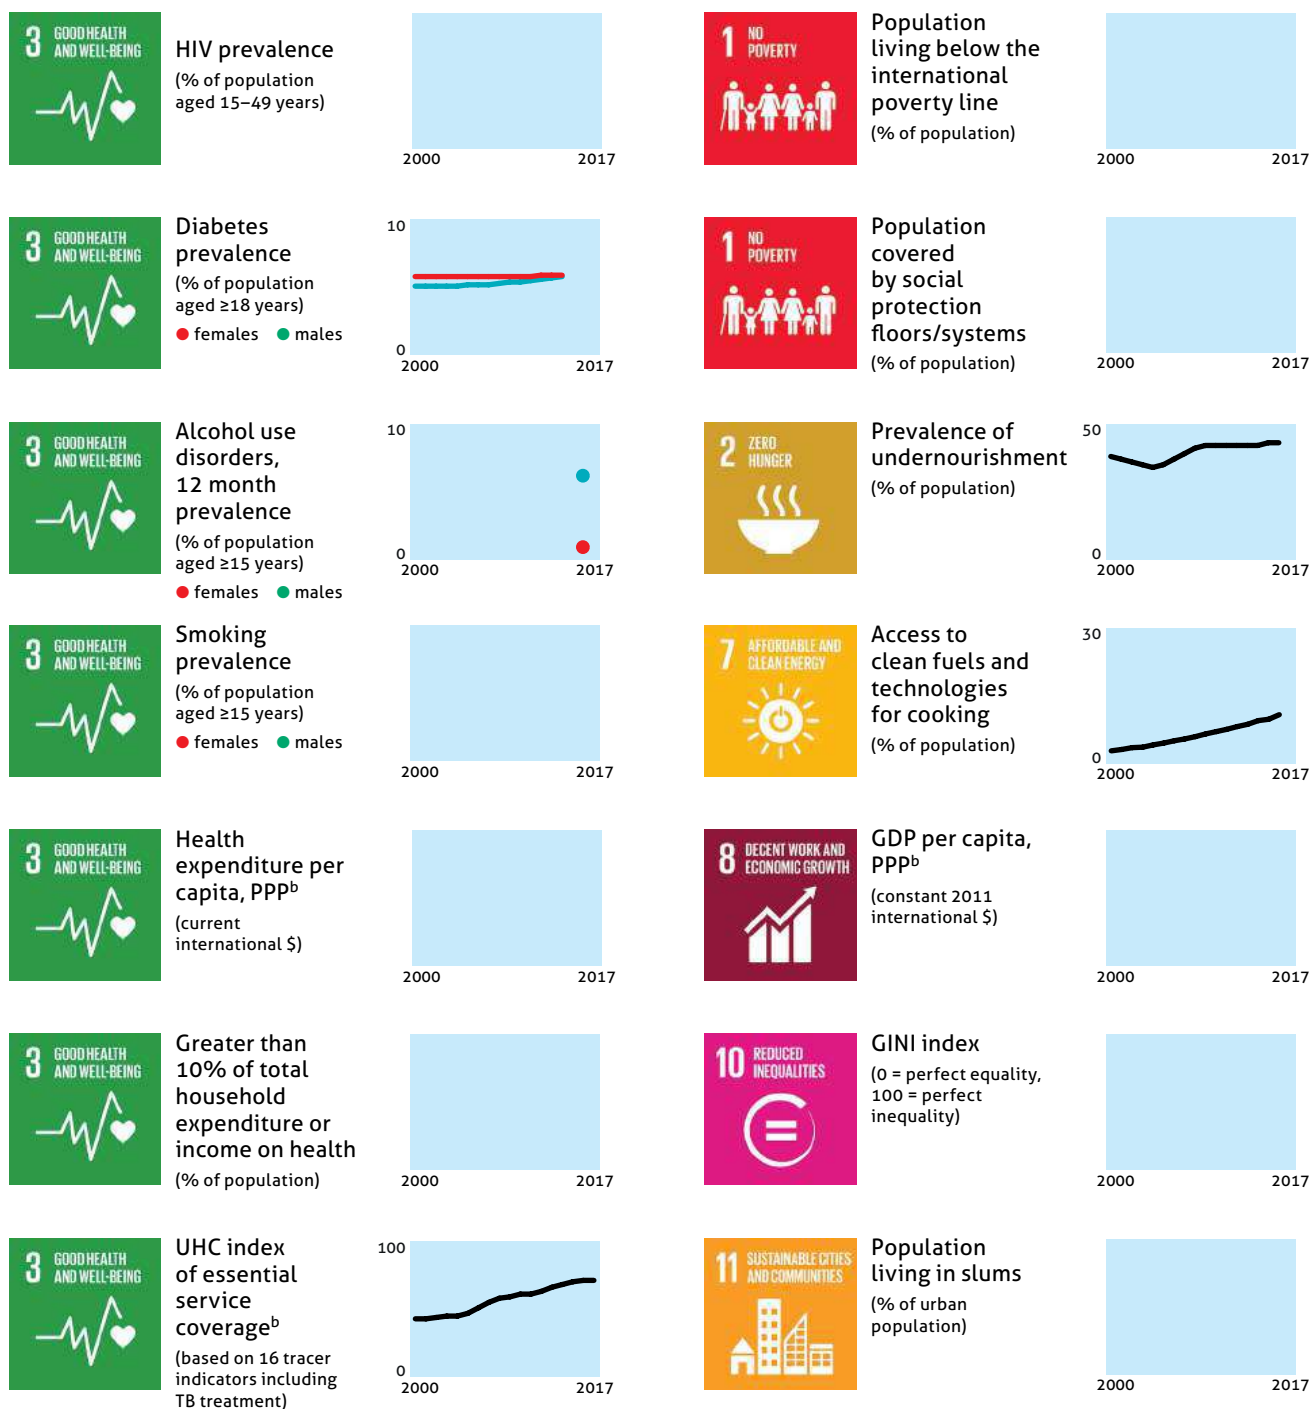 3 GOOD HEALTH
AND WELL-BEING
HIV prevalence
(% of population
aged 15–49 years)
2000 2017
3 GOOD HEALTH
AND WELL-BEING
Diabetes
prevalence
(% of population
aged ≥18 years)
females males
10
0
2000 2017
3 GOOD HEALTH
AND WELL-BEING
Alcohol use
disorders,
12 month
prevalence
(% of population
aged ≥15 years)
females males
10
0
2000 2017
3 GOOD HEALTH
AND WELL-BEING
Smoking
prevalence
(% of population
aged ≥15 years)
females males
2000 2017
3 GOOD HEALTH
AND WELL-BEING
Health
expenditure per
capita, PPPᵇ
(current
international $)
2000 2017
3 GOOD HEALTH
AND WELL-BEING
Greater than
10% of total
household
expenditure or
income on health
(% of population)
2000 2017
3 GOOD HEALTH
AND WELL-BEING
UHC index
of essential
service
coverageᵇ
(based on 16 tracer
indicators including
TB treatment)
100
0
2000 2017
1 NO
POVERTY
Population
living below the
international
poverty line
(% of population)
2000 2017
1 NO
POVERTY
Population
covered
by social
protection
floors/systems
(% of population)
2000 2017
2 ZERO
HUNGER
Prevalence of
undernourishment
(% of population)
50
0
2000 2017
7 AFFORDABLE AND
CLEAN ENERGY
Access to
clean fuels and
technologies
for cooking
(% of population)
30
0
2000 2017
8 DECENT WORK AND
ECONOMIC GROWTH
GDP per capita,
PPPᵇ
(constant 2011
international $)
2000 2017
10 REDUCED
INEQUALITIES
GINI index
(0 = perfect equality,
100 = perfect
inequality)
2000 2017
11 SUSTAINABLE CITIES
AND COMMUNITIES
Population
living in slums
(% of urban
population)
2000 2017